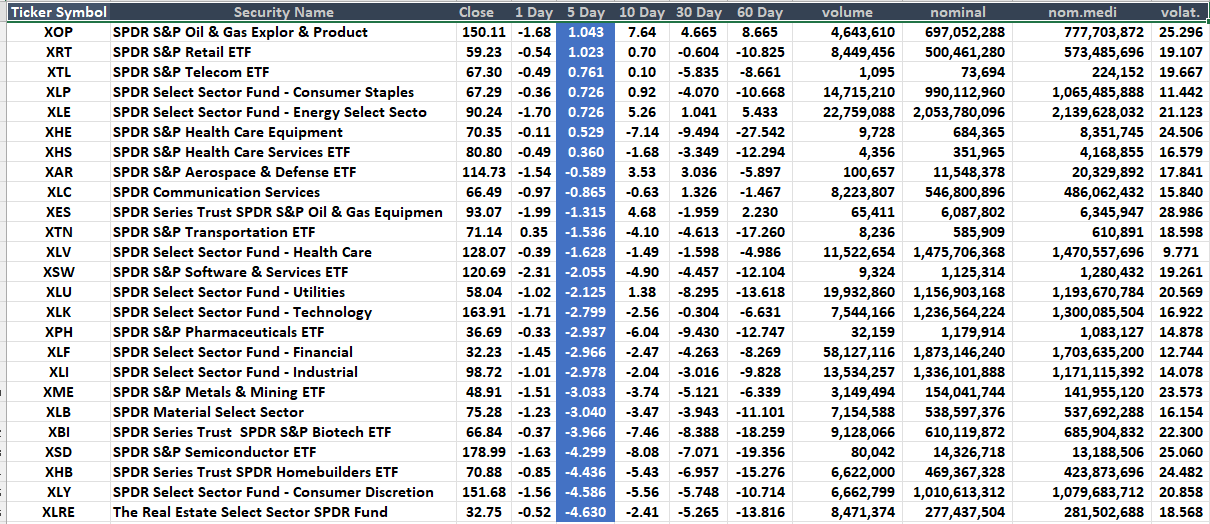 Ticker Symbol Security Name Close 1 Day 5 Day 10 Day 30 Day 60 Day volume nominal nom.medi volat.
XOP SPDR S&P Oil & Gas Explor & Product 150.11 -1.68 1.043 7.64 4.665 8.665 4,643,610 697,052,288 777,703,872 25.296
XRT SPDR S&P Retail ETF 59.23 -0.54 1.023 0.70 -0.604 -10.825 8,449,456 500,461,280 573,485,696 19.107
XTL SPDR S&P Telecom ETF 67.30 -0.49 0.761 0.10 -5.835 -8.661 1,095 73,694 224,152 19.667
XLP SPDR Select Sector Fund - Consumer Staples 67.29 -0.36 0.726 0.92 -4.070 -10.668 14,715,210 990,112,960 1,065,485,888 11.442
XLE SPDR Select Sector Fund - Energy Select Secto 90.24 -1.70 0.726 5.26 1.041 5.433 22,759,088 2,053,780,096 2,139,628,032 21.123
XHE SPDR S&P Health Care Equipment 70.35 -0.11 0.529 -7.14 -9.494 -27.542 9,728 684,365 8,351,745 24.506
XHS SPDR S&P Health Care Services ETF 80.80 -0.49 0.360 -1.68 -3.349 -12.294 4,356 351,965 4,168,855 16.579
XAR SPDR S&P Aerospace & Defense ETF 114.73 -1.54 -0.589 3.53 3.036 -5.897 100,657 11,548,378 20,329,892 17.841
XLC SPDR Communication Services 66.49 -0.97 -0.865 -0.63 1.326 -1.467 8,223,807 546,800,896 486,062,432 15.840
XES SPDR Series Trust SPDR S&P Oil & Gas Equipmen 93.07 -1.99 -1.315 4.68 -1.959 2.230 65,411 6,087,802 6,345,947 28.986
XTN SPDR S&P Transportation ETF 71.14 0.35 -1.536 -4.10 -4.613 -17.260 8,236 585,909 610,891 18.598
XLV SPDR Select Sector Fund - Health Care 128.07 -0.39 -1.628 -1.49 -1.598 -4.986 11,522,654 1,475,706,368 1,470,557,696 9.771
XSW SPDR S&P Software & Services ETF 120.69 -2.31 -2.055 -4.90 -4.457 -12.104 9,324 1,125,314 1,280,432 19.261
XLU SPDR Select Sector Fund - Utilities 58.04 -1.02 -2.125 1.38 -8.295 -13.618 19,932,860 1,156,903,168 1,193,670,784 20.569
XLK SPDR Select Sector Fund - Technology 163.91 -1.71 -2.799 -2.56 -0.304 -6.631 7,544,166 1,236,564,224 1,300,085,504 16.922
XPH SPDR S&P Pharmaceuticals ETF 36.69 -0.33 -2.937 -6.04 -9.430 -12.747 32,159 1,179,914 1,083,127 14.878
XLF SPDR Select Sector Fund - Financial 32.23 -1.45 -2.966 -2.47 -4.263 -8.269 58,127,116 1,873,146,240 1,703,635,200 12.744
XLI SPDR Select Sector Fund - Industrial 98.72 -1.01 -2.978 -2.04 -3.016 -9.828 13,534,257 1,336,101,888 1,171,115,392 14.078
XME SPDR S&P Metals & Mining ETF 48.91 -1.51 -3.033 -3.74 -5.121 -6.339 3,149,494 154,041,744 141,955,120 23.573
XLB SPDR Material Select Sector 75.28 -1.23 -3.040 -3.47 -3.943 -11.101 7,154,588 538,597,376 537,692,288 16.154
XBI SPDR Series Trust SPDR S&P Biotech ETF 66.84 -0.37 -3.966 -7.46 -8.388 -18.259 9,128,066 610,119,872 685,904,832 22.300
XSD SPDR S&P Semiconductor ETF 178.99 -1.63 -4.299 -8.08 -7.071 -19.356 80,042 14,326,718 13,188,506 25.060
XHB SPDR Series Trust SPDR Homebuilders ETF 70.88 -0.85 -4.436 -5.43 -6.957 -15.276 6,622,000 469,367,328 423,873,696 24.482
XLY SPDR Select Sector Fund - Consumer Discretion 151.68 -1.56 -4.586 -5.56 -5.748 -10.714 6,662,799 1,010,613,312 1,079,683,712 20.858
XLRE The Real Estate Select Sector SPDR Fund 32.75 -0.52 -4.630 -2.41 -5.265 -13.816 8,471,374 277,437,504 281,502,688 18.568